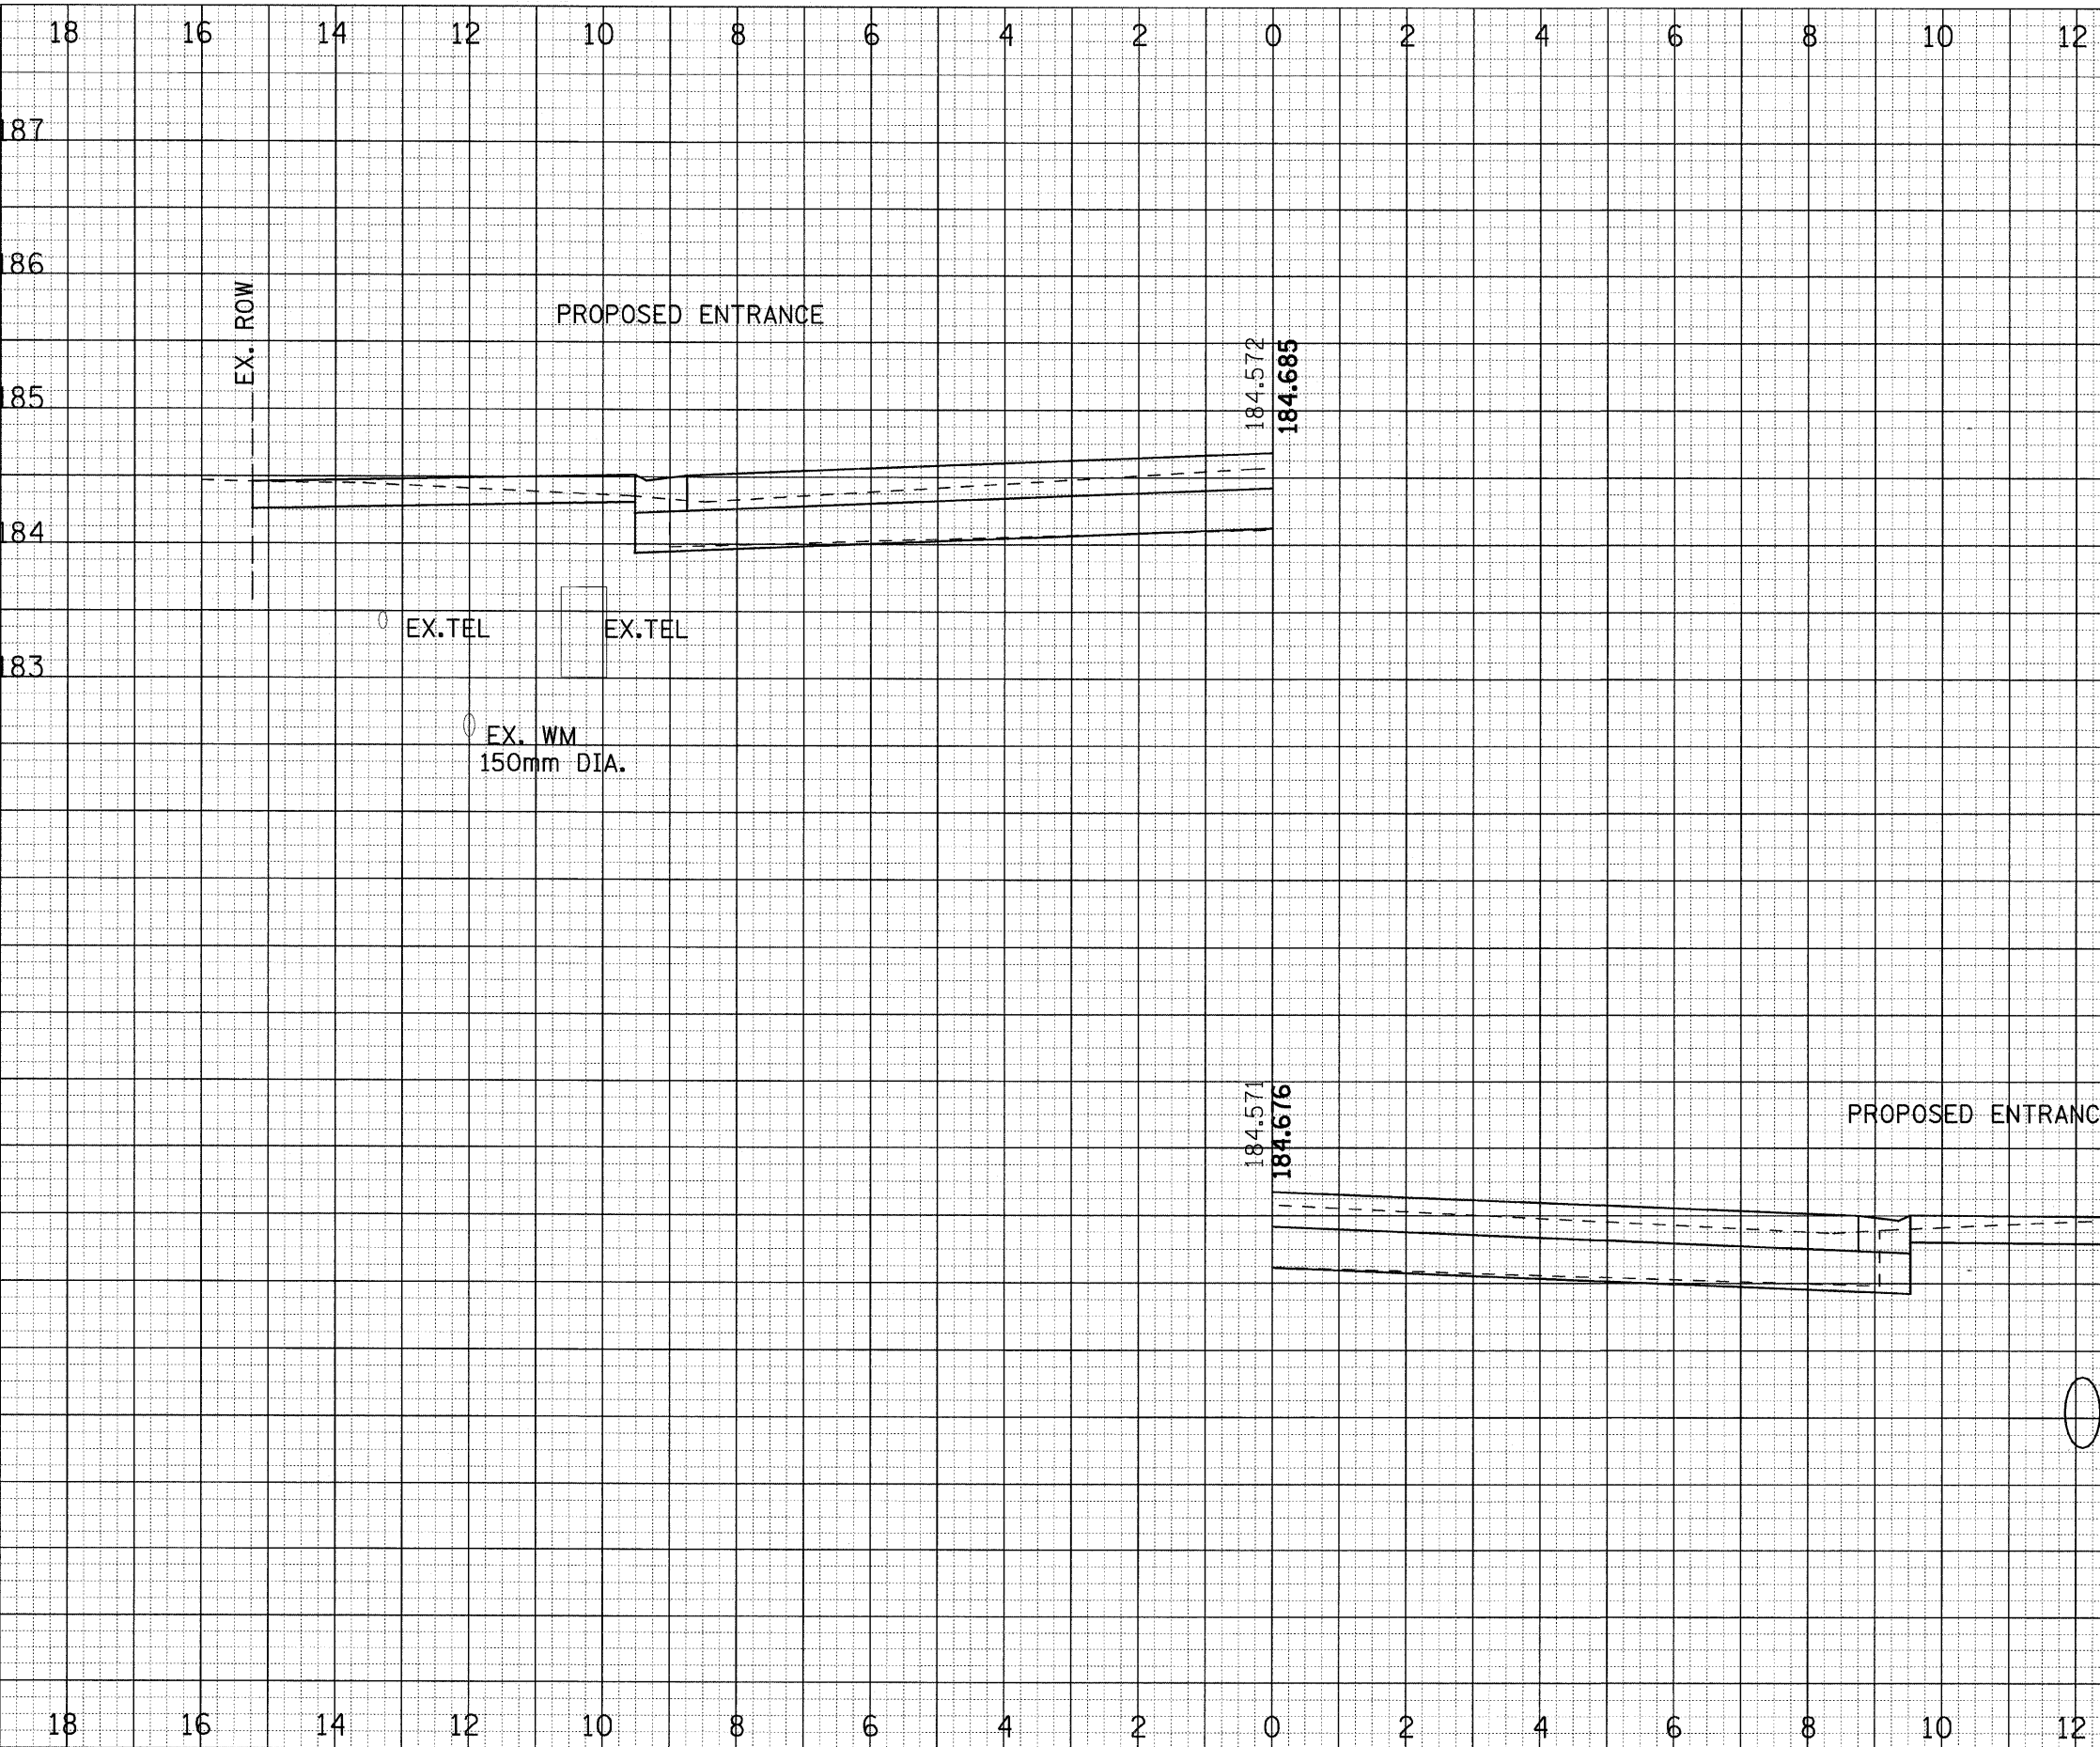 18 16 14 12 10 8 6 4 2 0 2 4 6 8 10 12
187
186
EX. ROW
PROPOSED ENTRANCE
184.572
184.685
185
184
EX.TEL
EX.TEL
183
EX. WM
150mm DIA.
184.571
184.676
PROPOSED ENTRANC
18 16 14 12 10 8 6 4 2 0 2 4 6 8 10 12